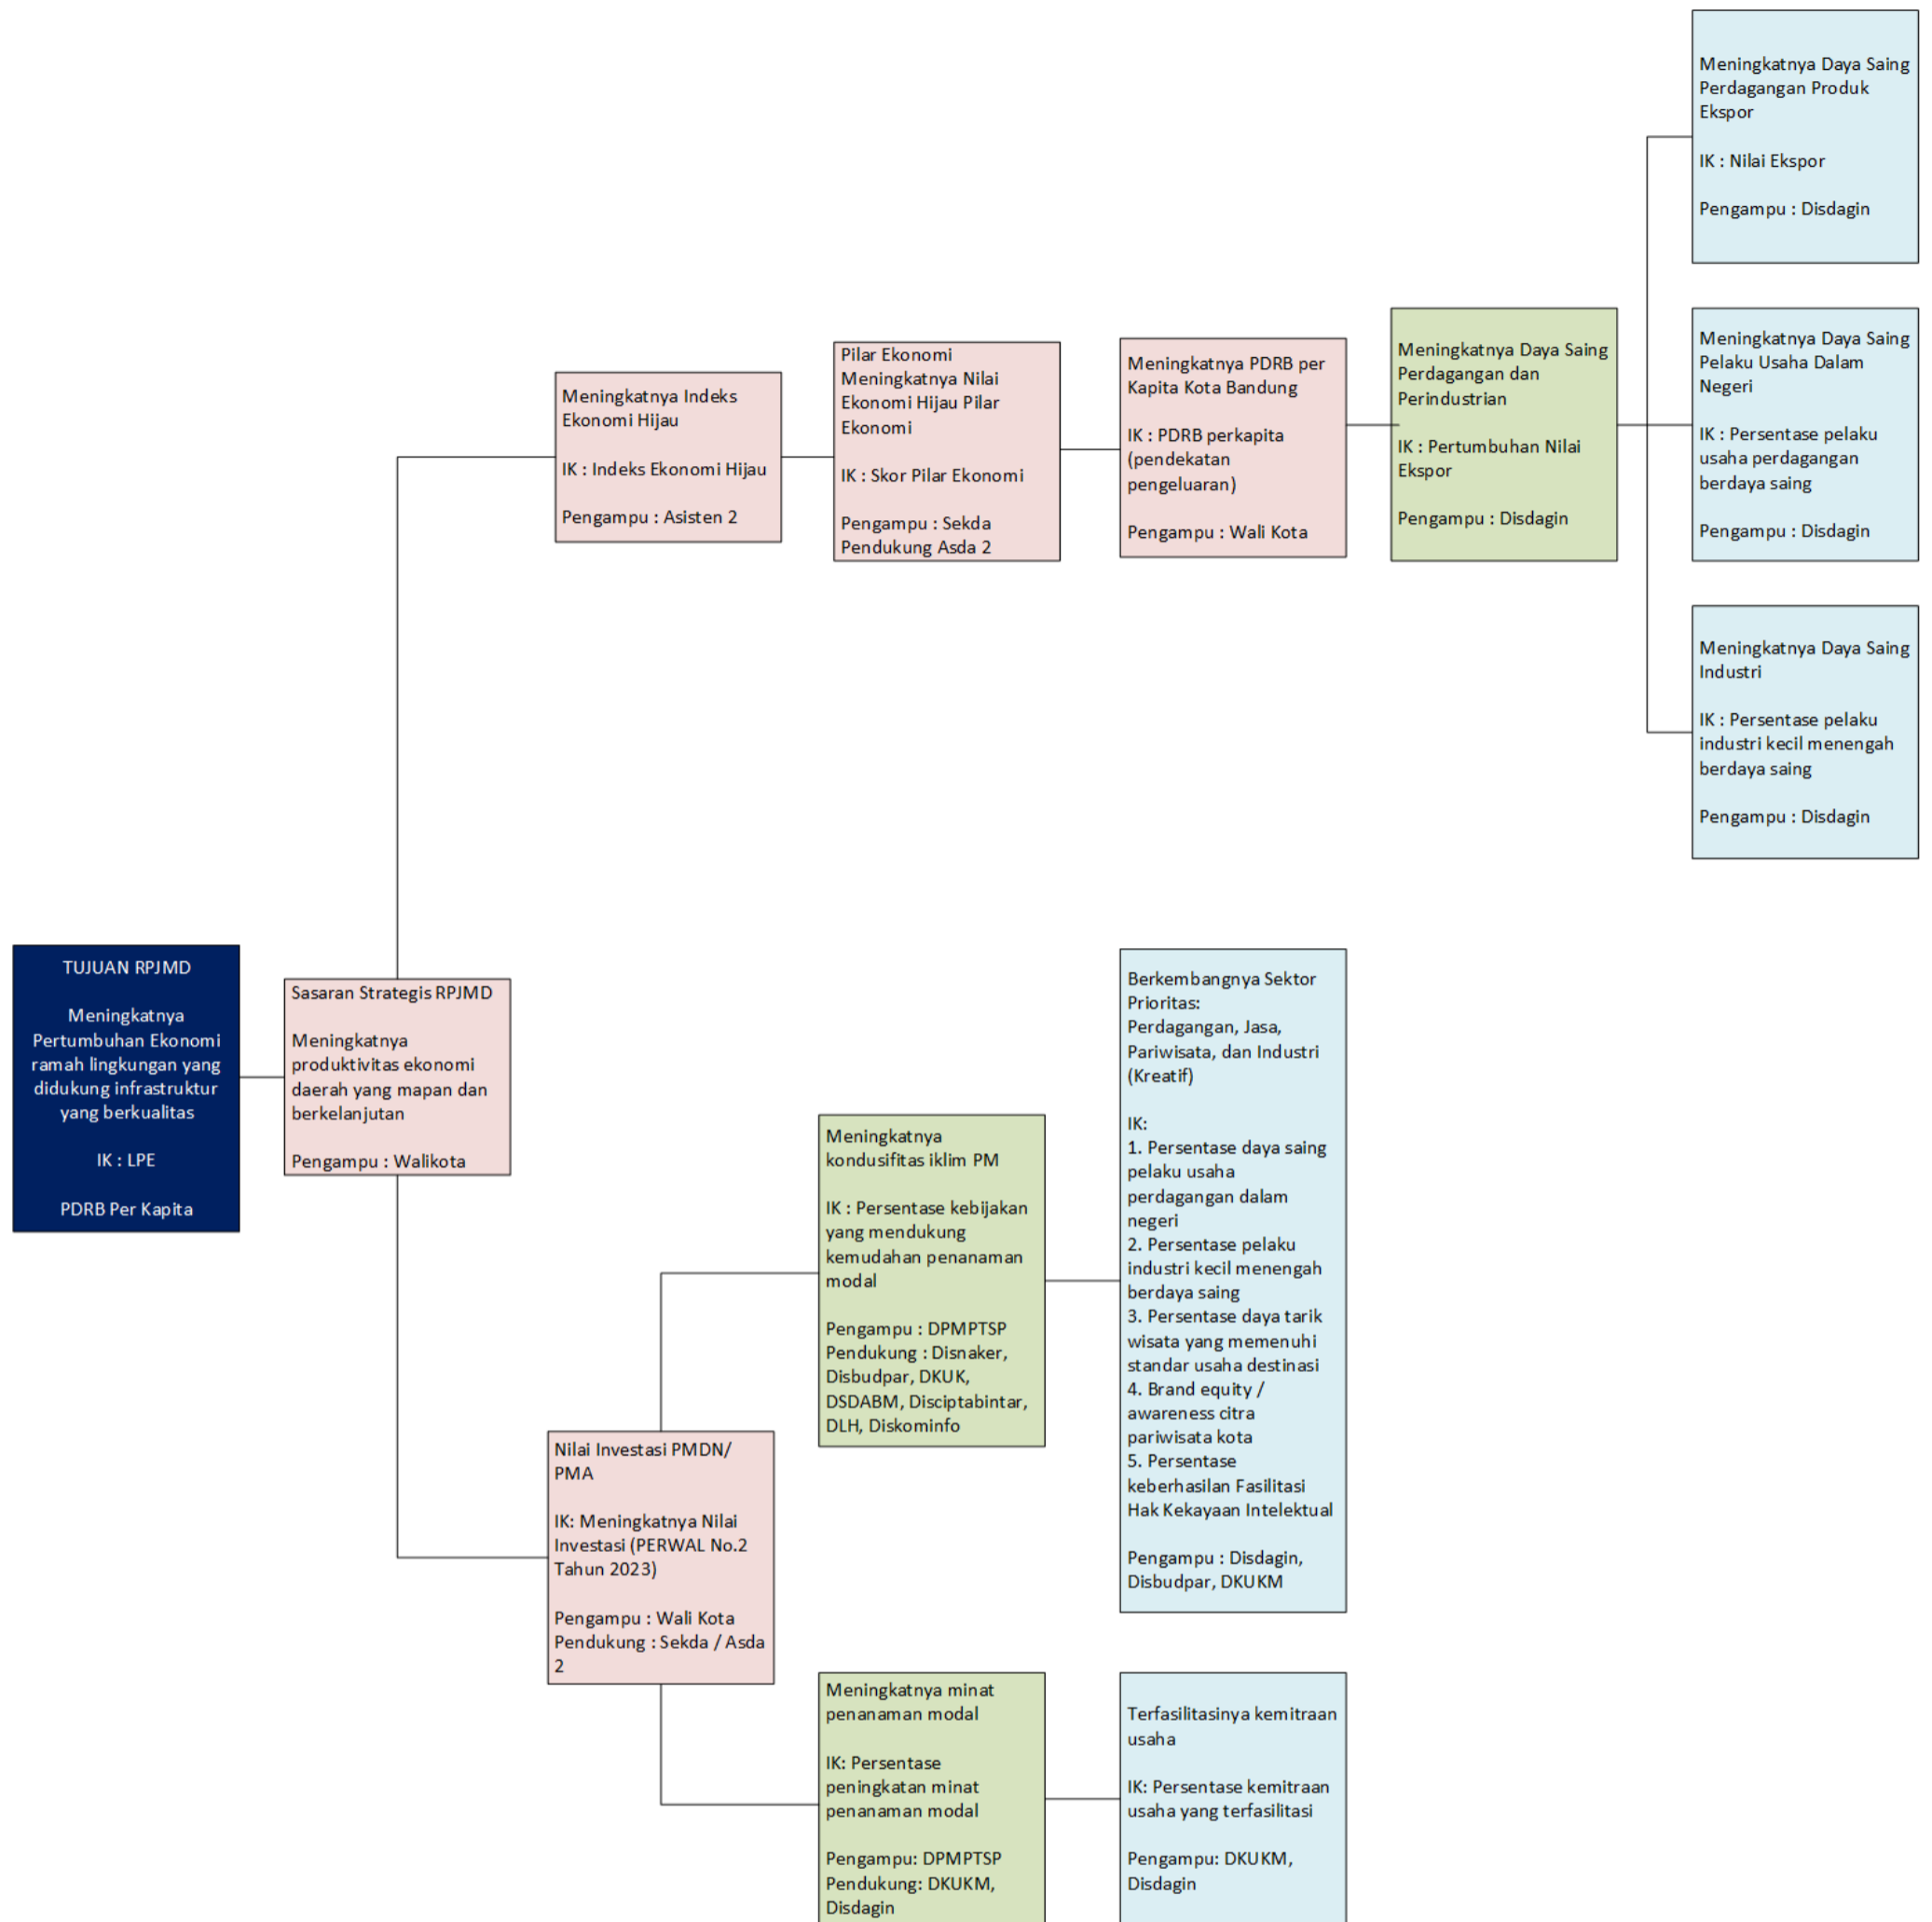 TUJUAN RPJMD
Meningkatnya
Pertumbuhan Ekonomi
ramah lingkungan yang
didukung infrastruktur
yang berkualitas
IK : LPE
PDRB Per Kapita
Sasaran Strategis RPJMD
Meningkatnya
produktivitas ekonomi
daerah yang mapan dan
berkelanjutan
Pengampu : Walikota
Meningkatnya Indeks
Ekonomi Hijau
IK : Indeks Ekonomi Hijau
Pengampu : Asisten 2
Pilar Ekonomi
Meningkatnya Nilai
Ekonomi Hijau Pilar
Ekonomi
IK : Skor Pilar Ekonomi
Pengampu : Sekda
Pendukung Asda 2
Meningkatnya PDRB per
Kapita Kota Bandung
IK : PDRB perkapita
(pendekatan
pengeluaran)
Pengampu : Wali Kota
Meningkatnya Daya Saing
Perdagangan dan
Perindustrian
IK : Pertumbuhan Nilai
Ekspor
Pengampu : Disdagin
Meningkatnya Daya Saing
Perdagangan Produk
Ekspor
IK : Nilai Ekspor
Pengampu : Disdagin
Meningkatnya Daya Saing
Pelaku Usaha Dalam
Negeri
IK : Persentase pelaku
usaha perdagangan
berdaya saing
Pengampu : Disdagin
Meningkatnya Daya Saing
Industri
IK : Persentase pelaku
industri kecil menengah
berdaya saing
Pengampu : Disdagin
Nilai Investasi PMDN/
PMA
IK: Meningkatnya Nilai
Investasi (PERWAL No.2
Tahun 2023)
Pengampu : Wali Kota
Pendukung : Sekda / Asda
2
Meningkatnya
kondusifitas iklim PM
IK : Persentase kebijakan
yang mendukung
kemudahan penanaman
modal
Pengampu : DPMPTSP
Pendukung : Disnaker,
Disbudpar, DKUK,
DSDABM, Disciptabintar,
DLH, Diskominfo
Berkembangnya Sektor
Prioritas:
Perdagangan, Jasa,
Pariwisata, dan Industri
(Kreatif)
IK:
1. Persentase daya saing
pelaku usaha
perdagangan dalam
negeri
2. Persentase pelaku
industri kecil menengah
berdaya saing
3. Persentase daya tarik
wisata yang memenuhi
standar usaha destinasi
4. Brand equity /
awareness citra
pariwisata kota
5. Persentase
keberhasilan Fasilitasi
Hak Kekayaan Intelektual
Pengampu : Disdagin,
Disbudpar, DKUKM
Meningkatnya minat
penanaman modal
IK: Persentase
peningkatan minat
penanaman modal
Pengampu: DPMPTSP
Pendukung: DKUKM,
Disdagin
Terfasilitasinya kemitraan
usaha
IK: Persentase kemitraan
usaha yang terfasilitasi
Pengampu: DKUKM,
Disdagin